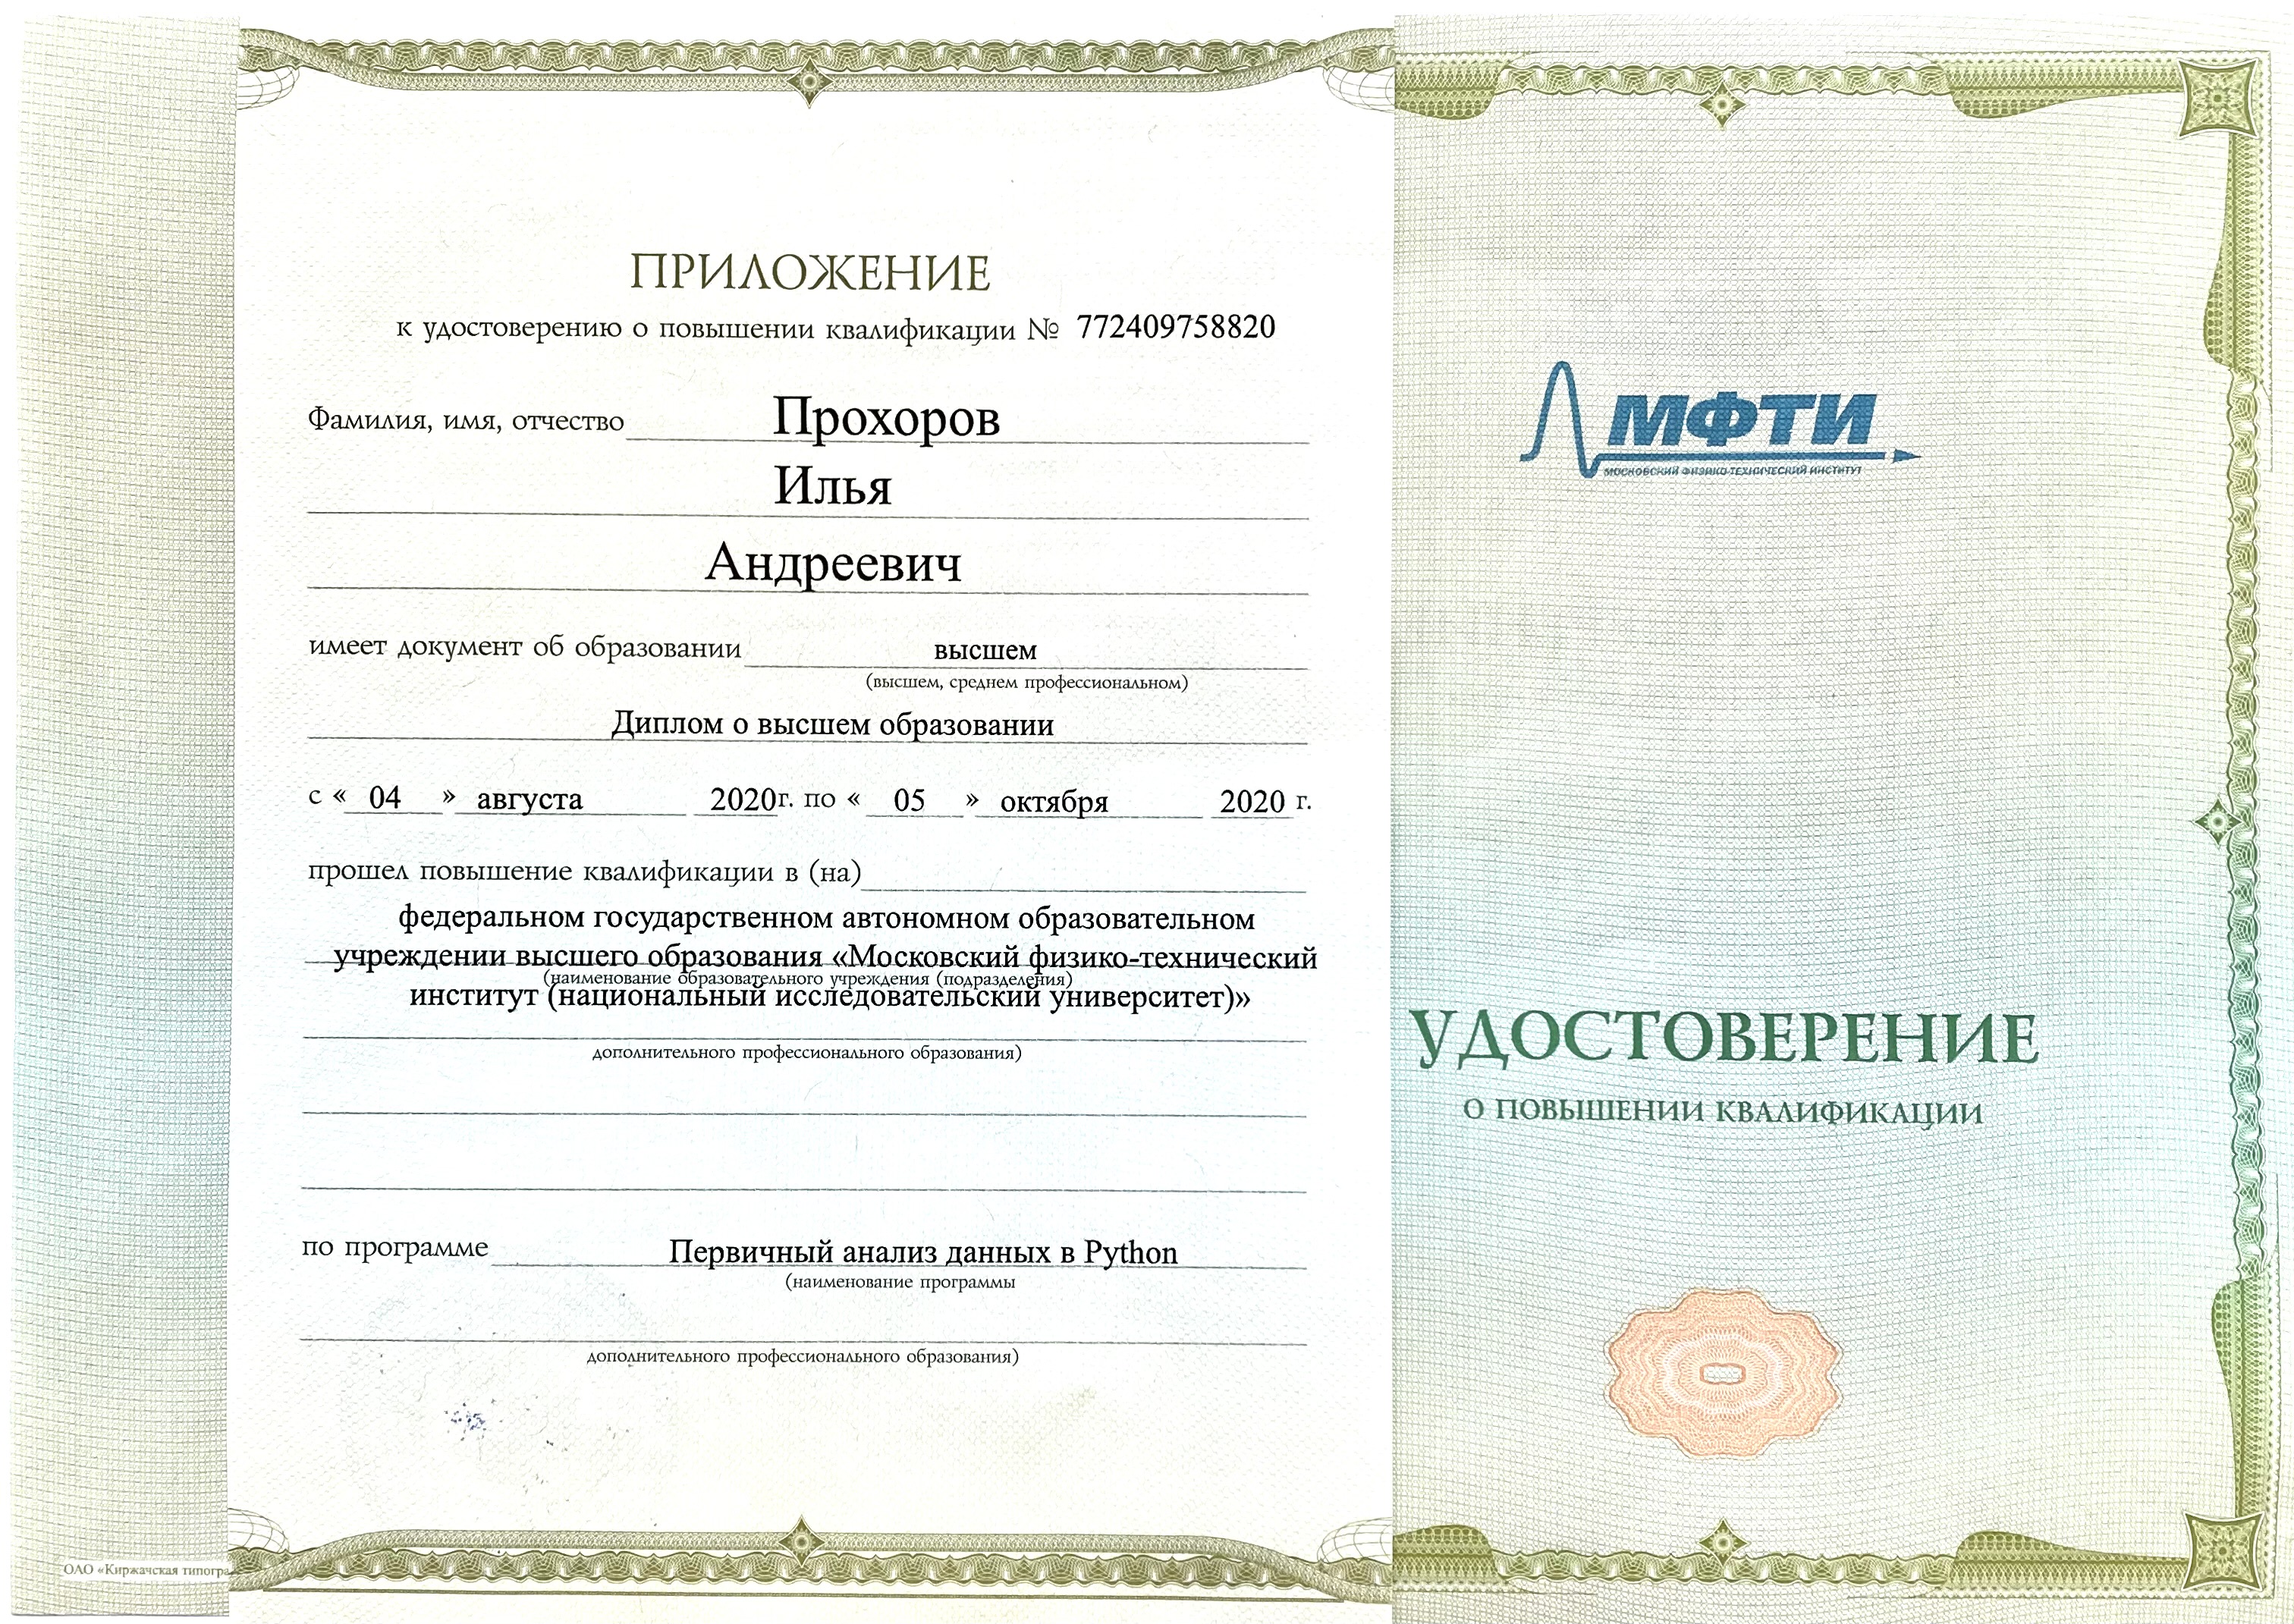 ПРИЛОЖЕНИЕ
к удостоверению о повышении квалификации № 772409758820
Фамилия, имя, отчество Прохоров
Илья
Андреевич
имеет документ об образовании высшем
(высшем, среднем профессиональном)
Диплом о высшем образовании
с « 04 » августа 2020г. по « 05 » октября 2020 г.
прошел повышение квалификации в (на)
федеральном государственном автономном образовательном
учреждении высшего образования «Московский физико-технический
(наименование образовательного учреждения (подразделения)
институт (национальный исследовательский университет)»
дополнительного профессионального образования)
по программе Первичный анализ данных в Python
(наименование программы
дополнительного профессионального образования)
ОАО «Киржачская типогра
МФТИ
МОСКОВСКИЙ ФИЗИКО-ТЕХНИЧЕСКИЙ ИНСТИТУТ
УДОСТОВЕРЕНИЕ
О ПОВЫШЕНИИ КВАЛИФИКАЦИИ